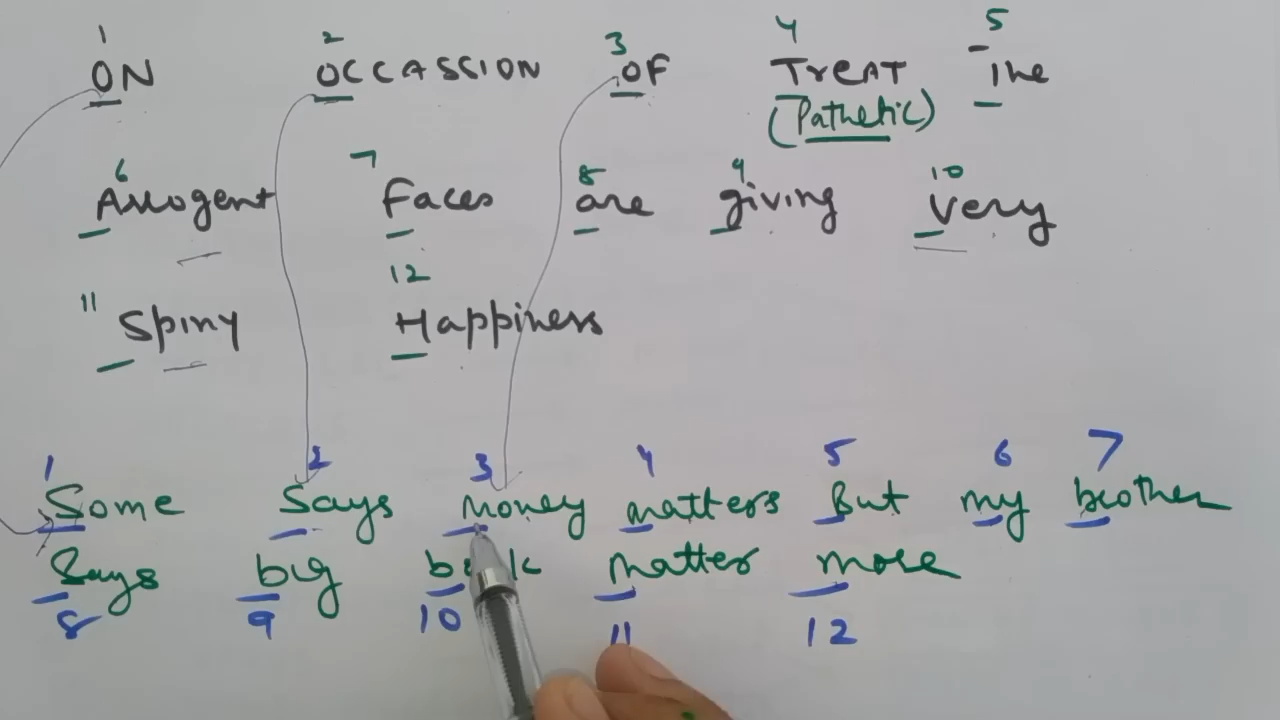 1 2 3 4 5
ON OCCASSION OF TREAT The
(Pathetic)
6 7 8 9 10
Arrogent Faces are giving very
11 12
Spiny Happiness
1 2 3 4 5 6 7
Some Says money matters But my brother
Says big matter more
8 9 10 11 12